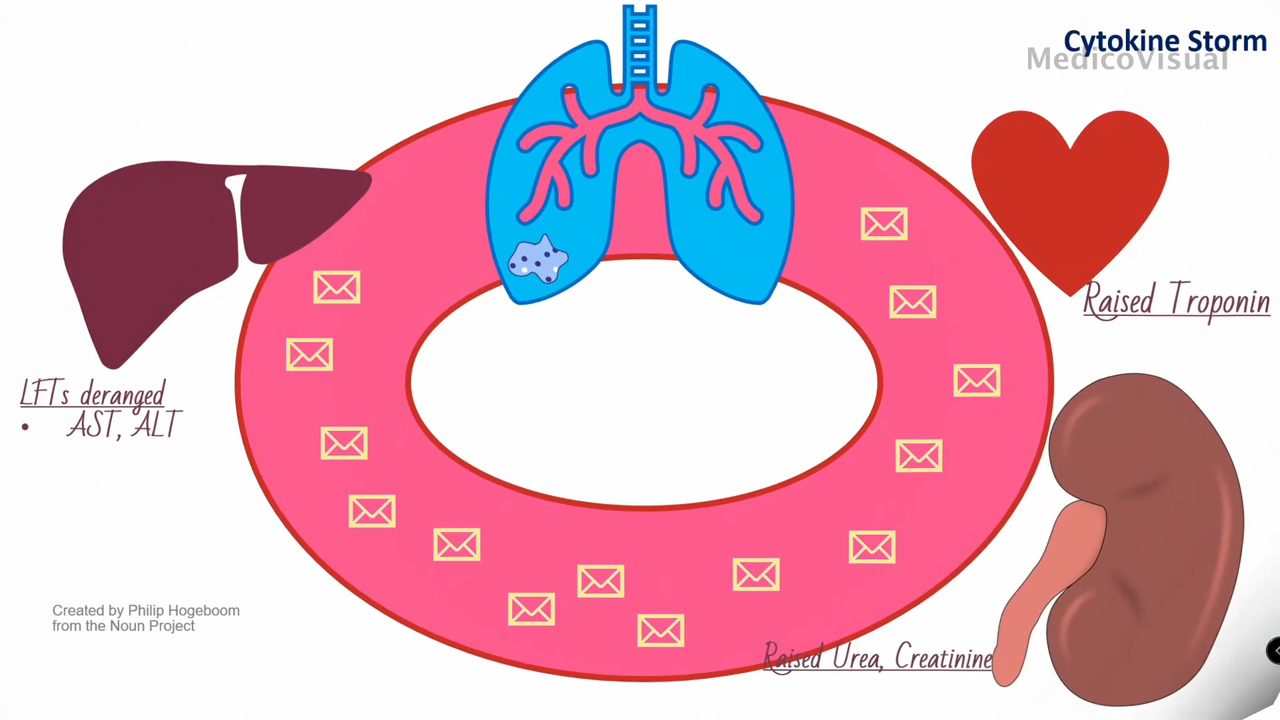 Cytokine Storm
MedicoVisual
Raised Troponin
LFTs deranged
• AST, ALT
Created by Philip Hogeboom
from the Noun Project
Raised Urea, Creatinine